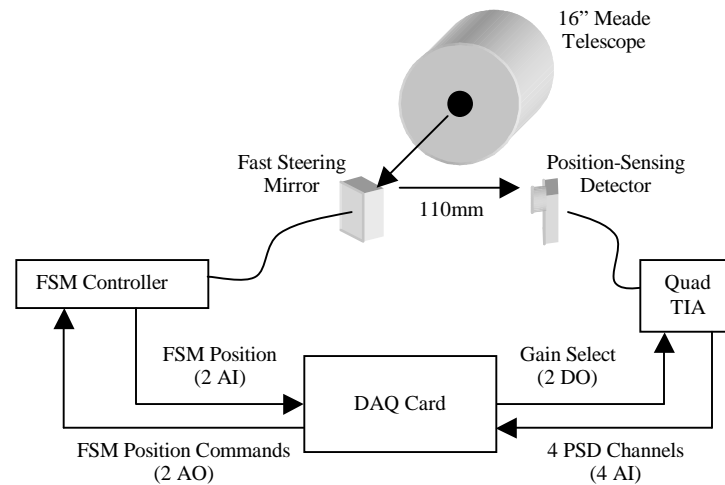 16” Meade
Telescope
Fast Steering
Mirror
Position-Sensing
Detector
110mm
FSM Controller
Quad
TIA
FSM Position
(2 AI)
Gain Select
(2 DO)
DAQ Card
FSM Position Commands
(2 AO)
4 PSD Channels
(4 AI)